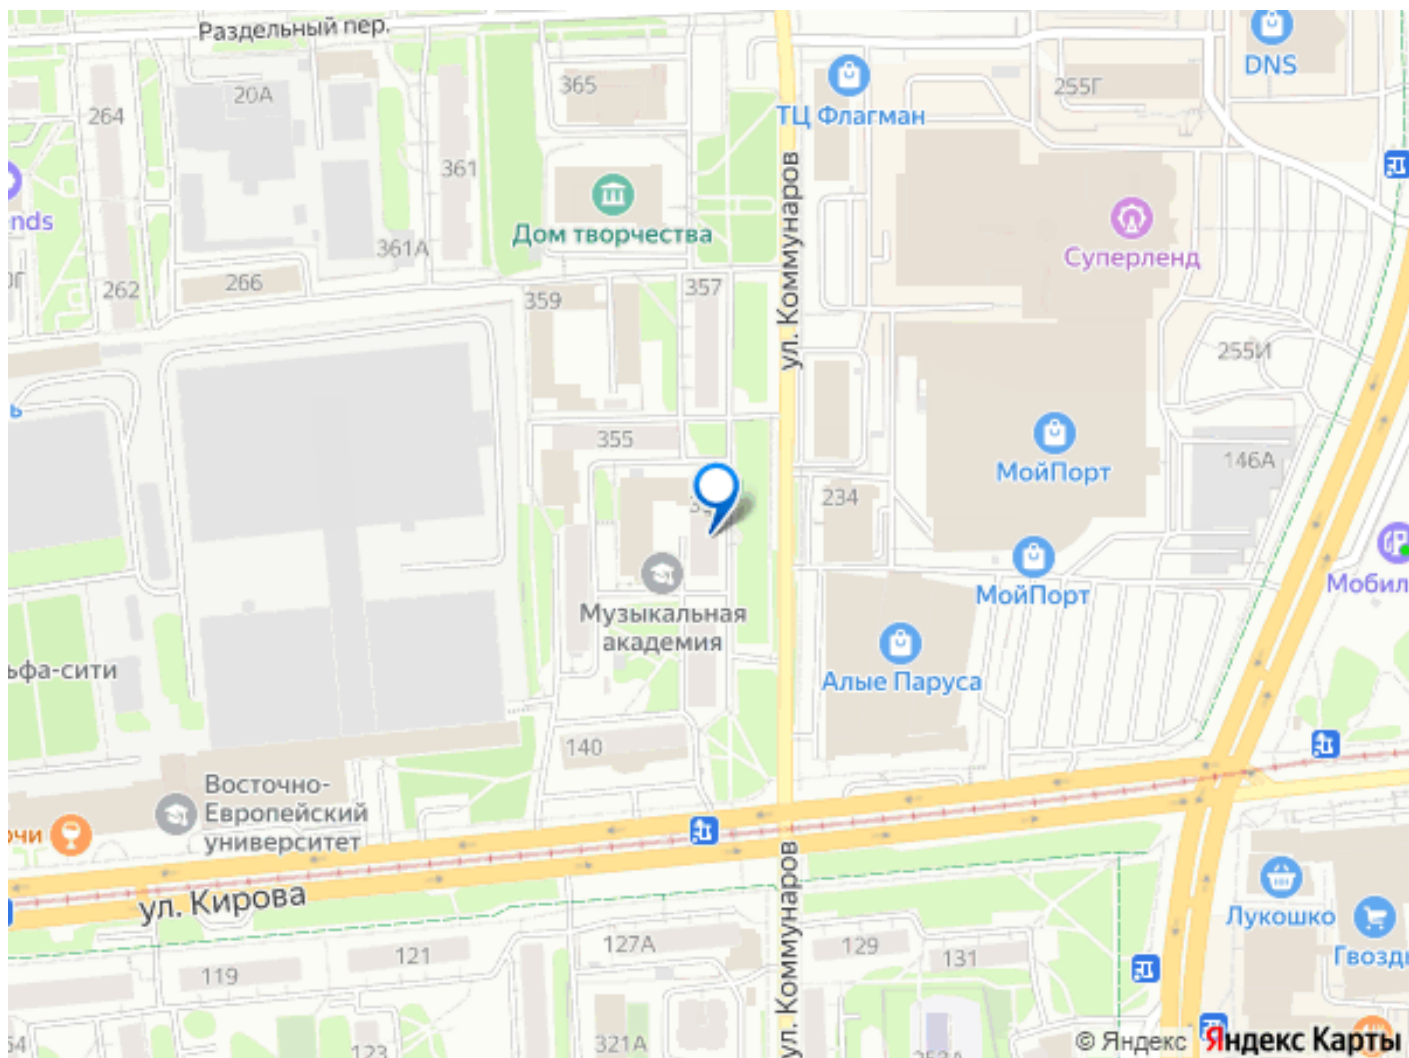 Раздельный пер.
DNS
365
255Г
20А
264
ТЦ Флагман
361
ул. Коммунаров
nds
Дом творчества
361А
Суперленд
266
262
357
359
255И
355
146А
МойПорт
234
МойПорт
Мобил
Музыкальная
академия
ьфа-сити
Алые Паруса
140
Восточно-
Европейский
университет
ул. Кирова
ул. Коммунаров
Лукошко
127А
129
131
121
119
Гвозд
321А
123
© Яндекс Яндекс Карты